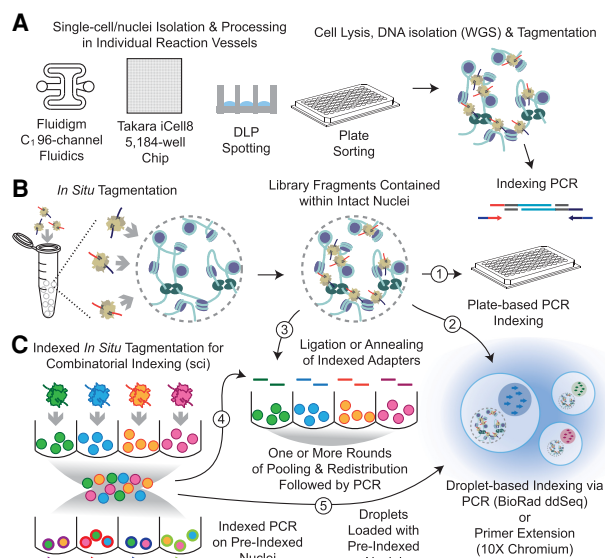 A
Single-cell/nuclei Isolation & Processing
in Individual Reaction Vessels
Cell Lysis, DNA isolation (WGS) & Tagmentation
Fluidigm
C1 96-channel
Fluidics
Takara iCell8
5,184-well
Chip
DLP
Spotting
Plate
Sorting
Indexing PCR
B
In Situ Tagmentation
Library Fragments Contained
within Intact Nuclei
1
Plate-based PCR
Indexing
2
3
C
Indexed In Situ Tagmentation for
Combinatorial Indexing (sci)
Ligation or Annealing
of Indexed Adapters
4
One or More Rounds
of Pooling & Redistribution
Followed by PCR
5
Droplet-based Indexing via
PCR (BioRad ddSeq)
or
Primer Extension
(10X Chromium)
Indexed PCR
on Pre-Indexed
Nuclei
Droplets
Loaded with
Pre-Indexed